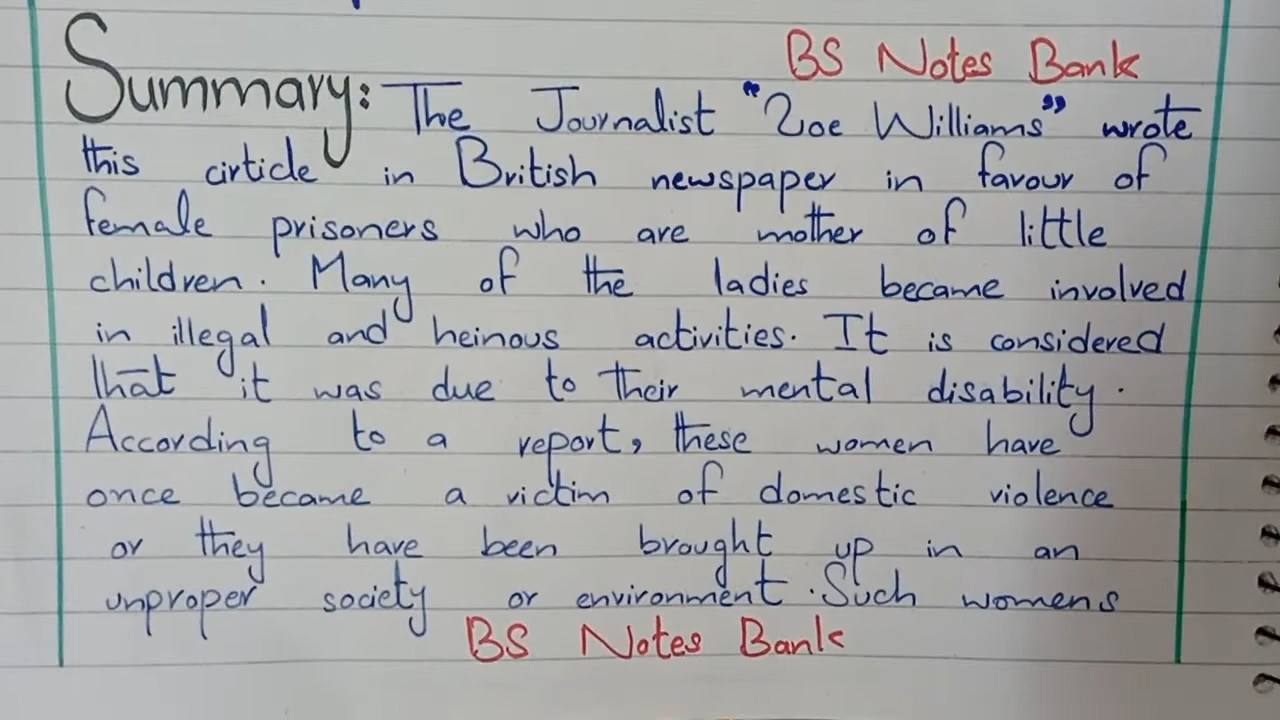 BS Notes Bank
Summary: The Journalist "Zoe Williams" wrote
this cirticle in British newspaper in favour of
female prisoners who are mother of little
children. Many of the ladies became involved
in illegal and heinous activities. It is considered
that it was due to their mental disability.
According to a report, these women have
once became a victim of domestic violence
or they have been brought up in an
unproper society or environment. Such womens
BS Notes Bank